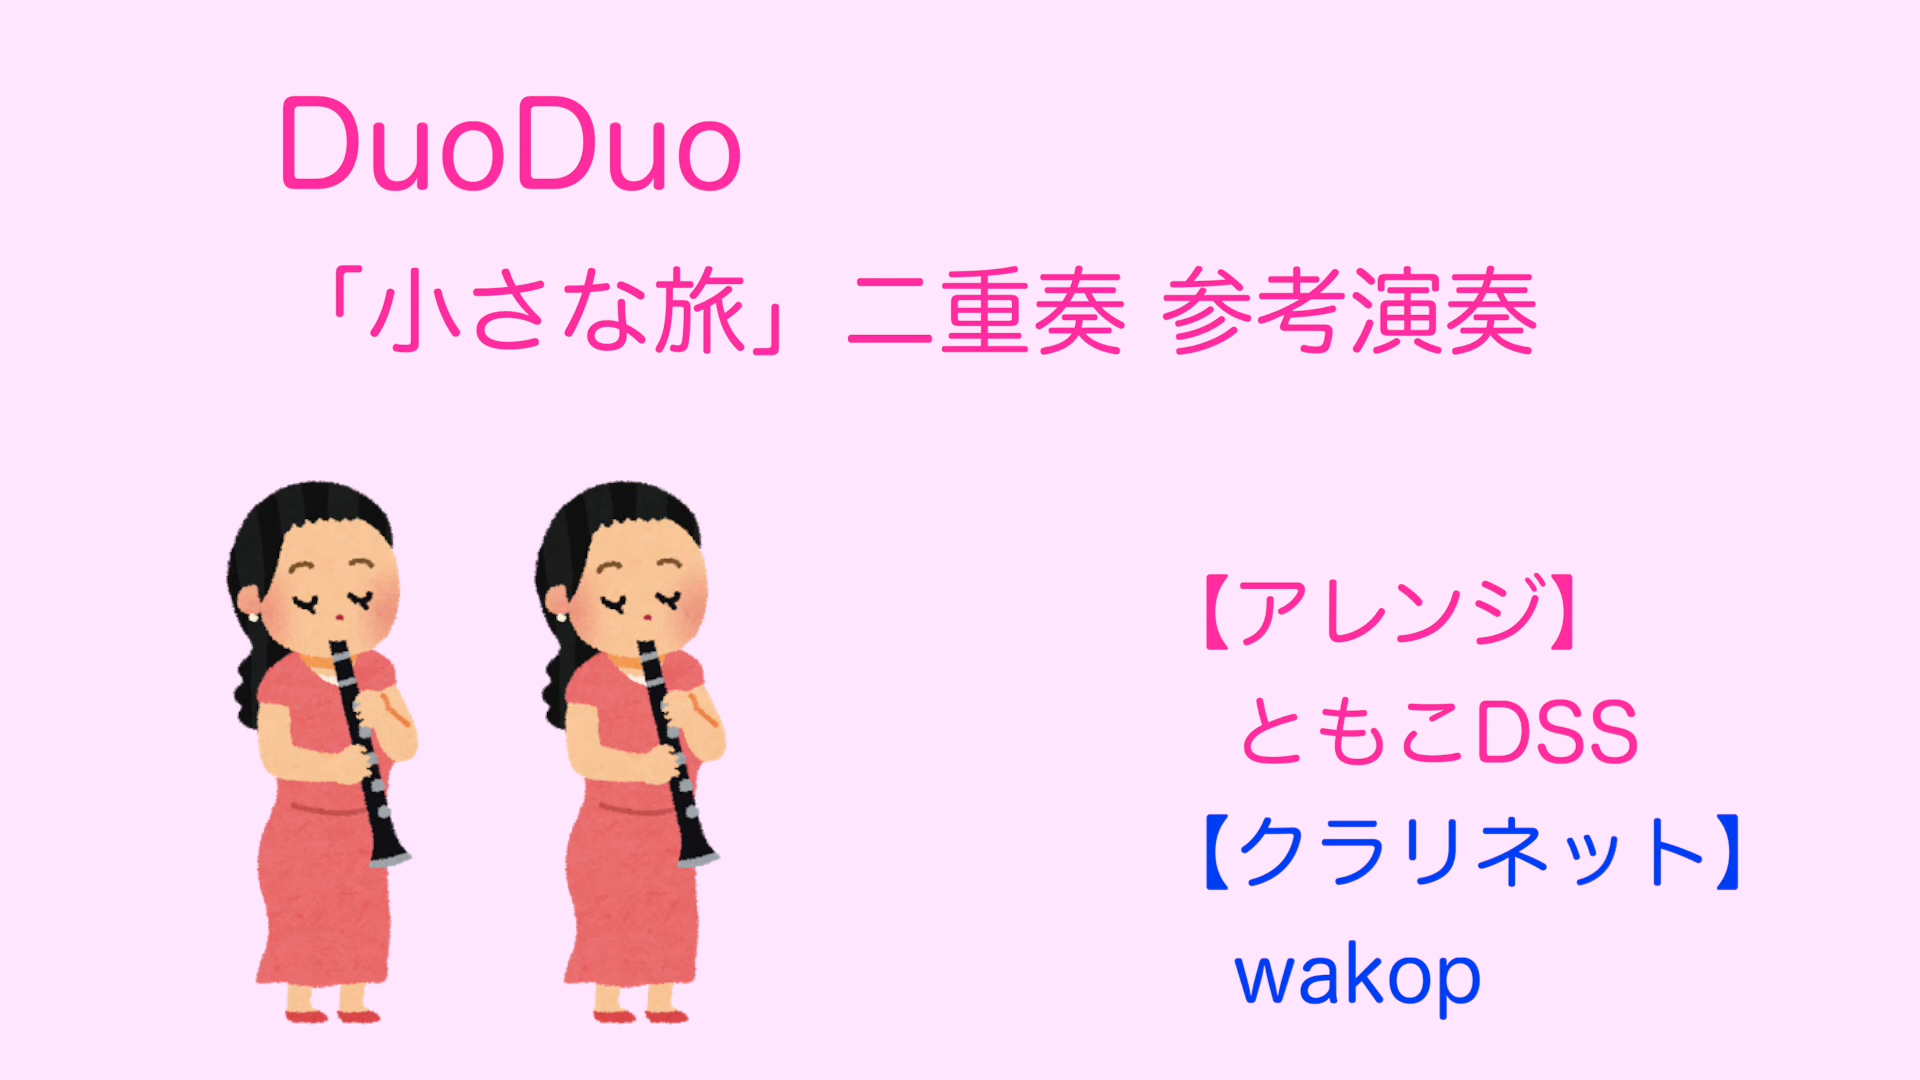 DuoDuo
「小さな旅」二重奏 参考演奏
【アレンジ】
ともこDSS
【クラリネット】
wakop